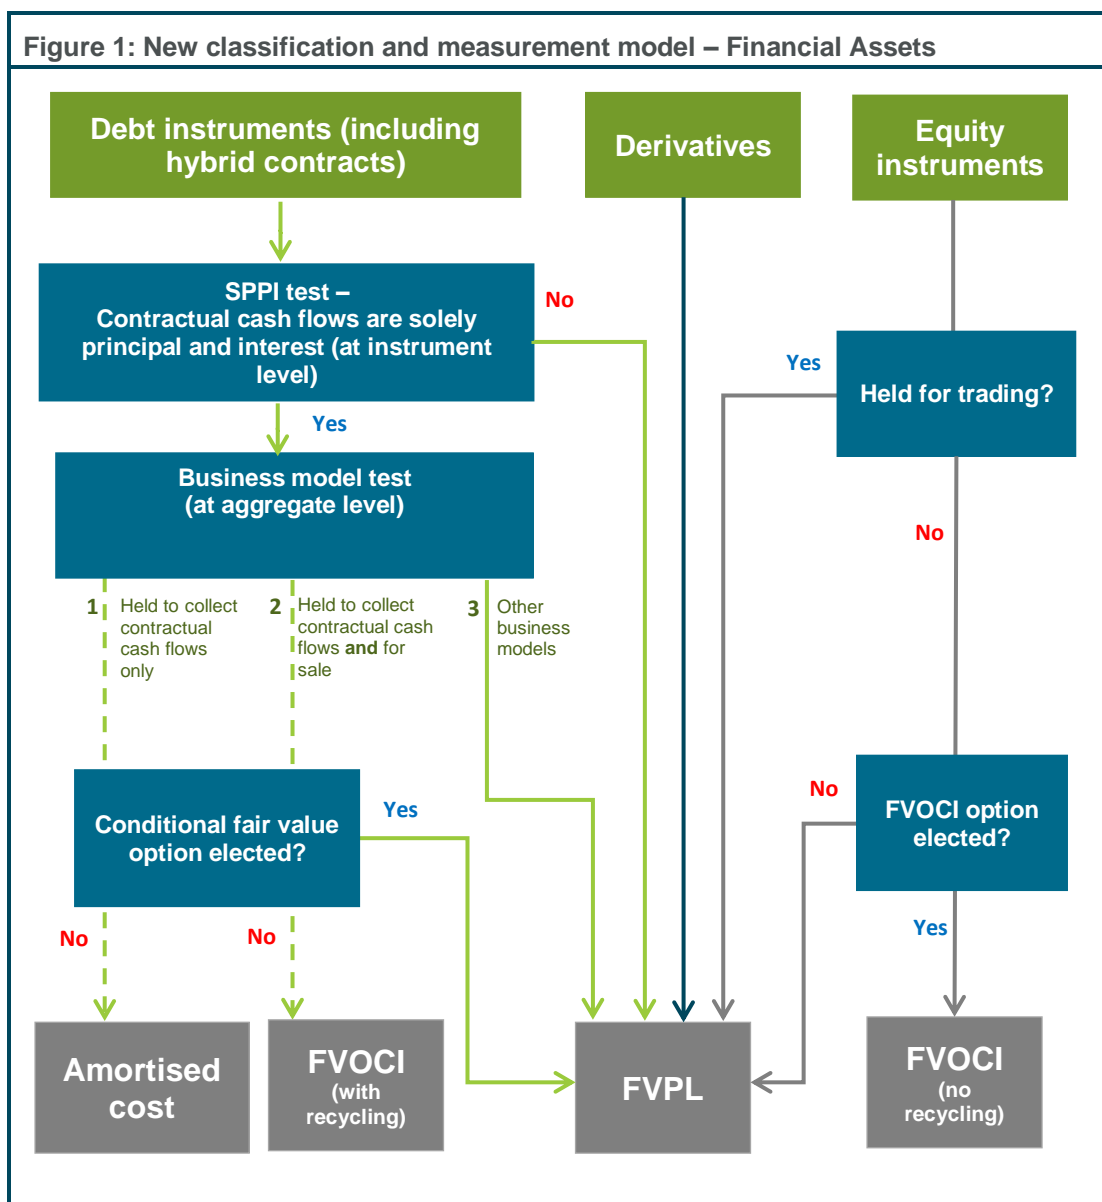 Figure 1: New classification and measurement model – Financial Assets
Debt instruments (including
hybrid contracts)
Derivatives
Equity
instruments
SPPI test –
Contractual cash flows are solely
principal and interest (at instrument
level)
No
Yes
Held for trading?
Yes
Business model test
(at aggregate level)
No
1 Held to collect
contractual
cash flows
only
2 Held to collect
contractual cash
flows and for
sale
3 Other
business
models
Conditional fair value
option elected?
Yes
No
FVOCI option
elected?
No
No
Yes
Amortised
cost
FVOCI
(with
recycling)
FVPL
FVOCI
(no
recycling)